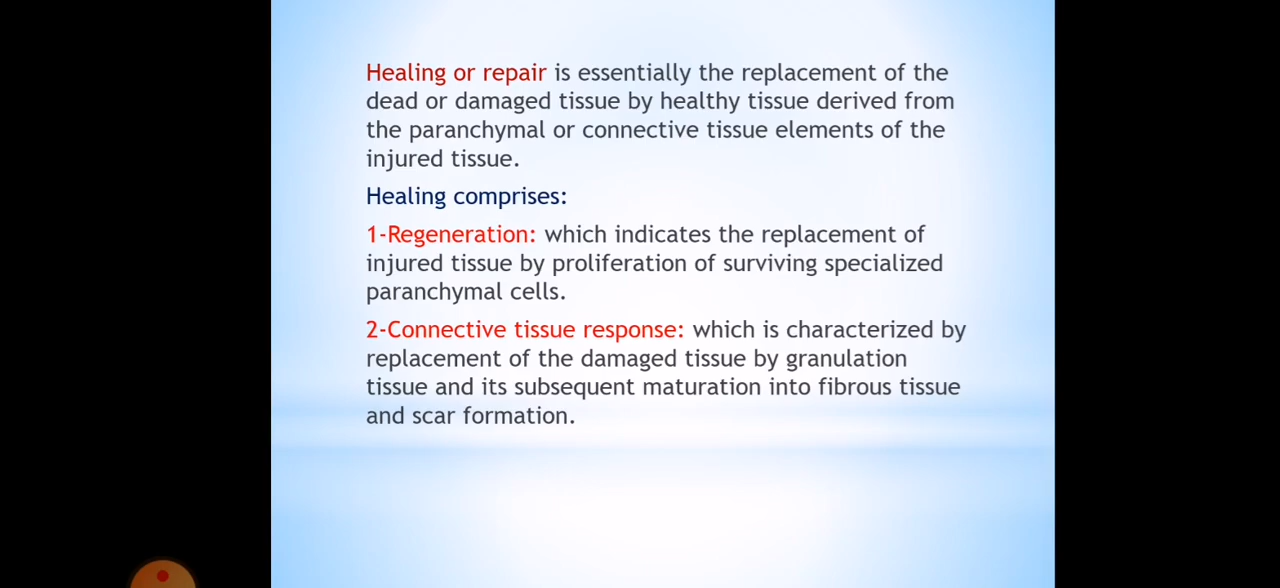 Healing or repair is essentially the replacement of the
dead or damaged tissue by healthy tissue derived from
the paranchymal or connective tissue elements of the
injured tissue.
Healing comprises:
1-Regeneration: which indicates the replacement of
injured tissue by proliferation of surviving specialized
paranchymal cells.
2-Connective tissue response: which is characterized by
replacement of the damaged tissue by granulation
tissue and its subsequent maturation into fibrous tissue
and scar formation.